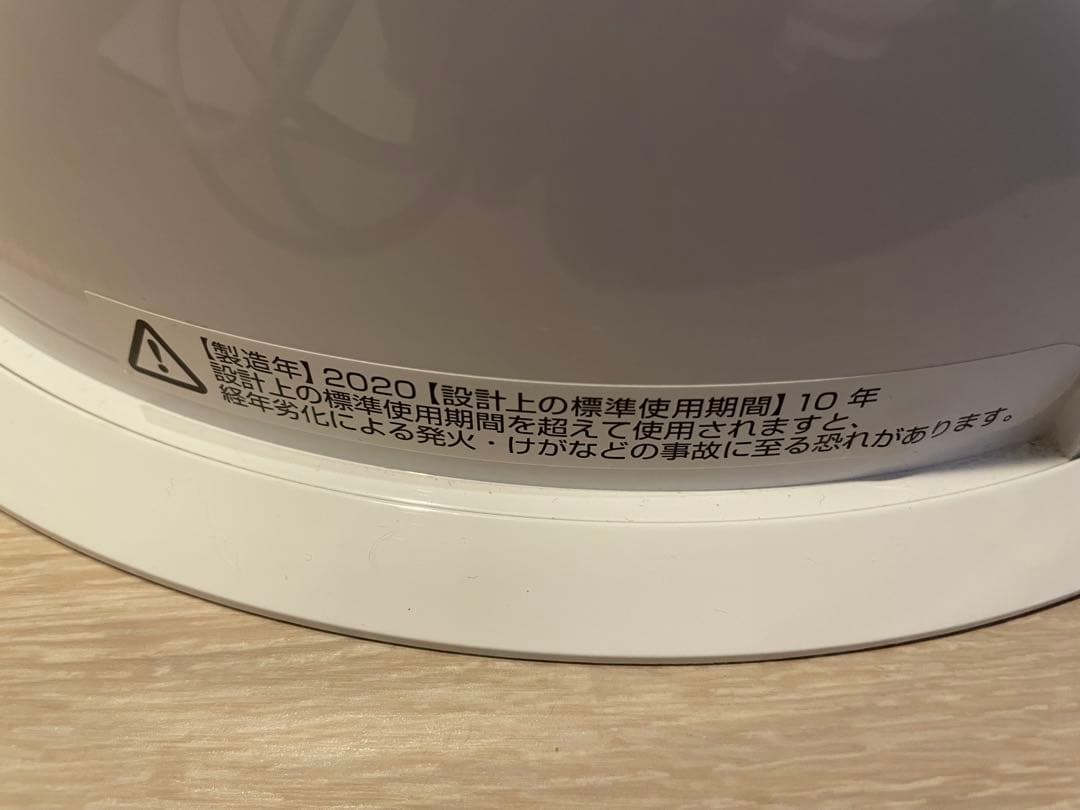 【製造年】2020【設計上の標準使用期間】10 年
設計上の標準使用期間を超えて使用されますと、
経年劣化による発火・けがなどの事故に至る恐れがあります。